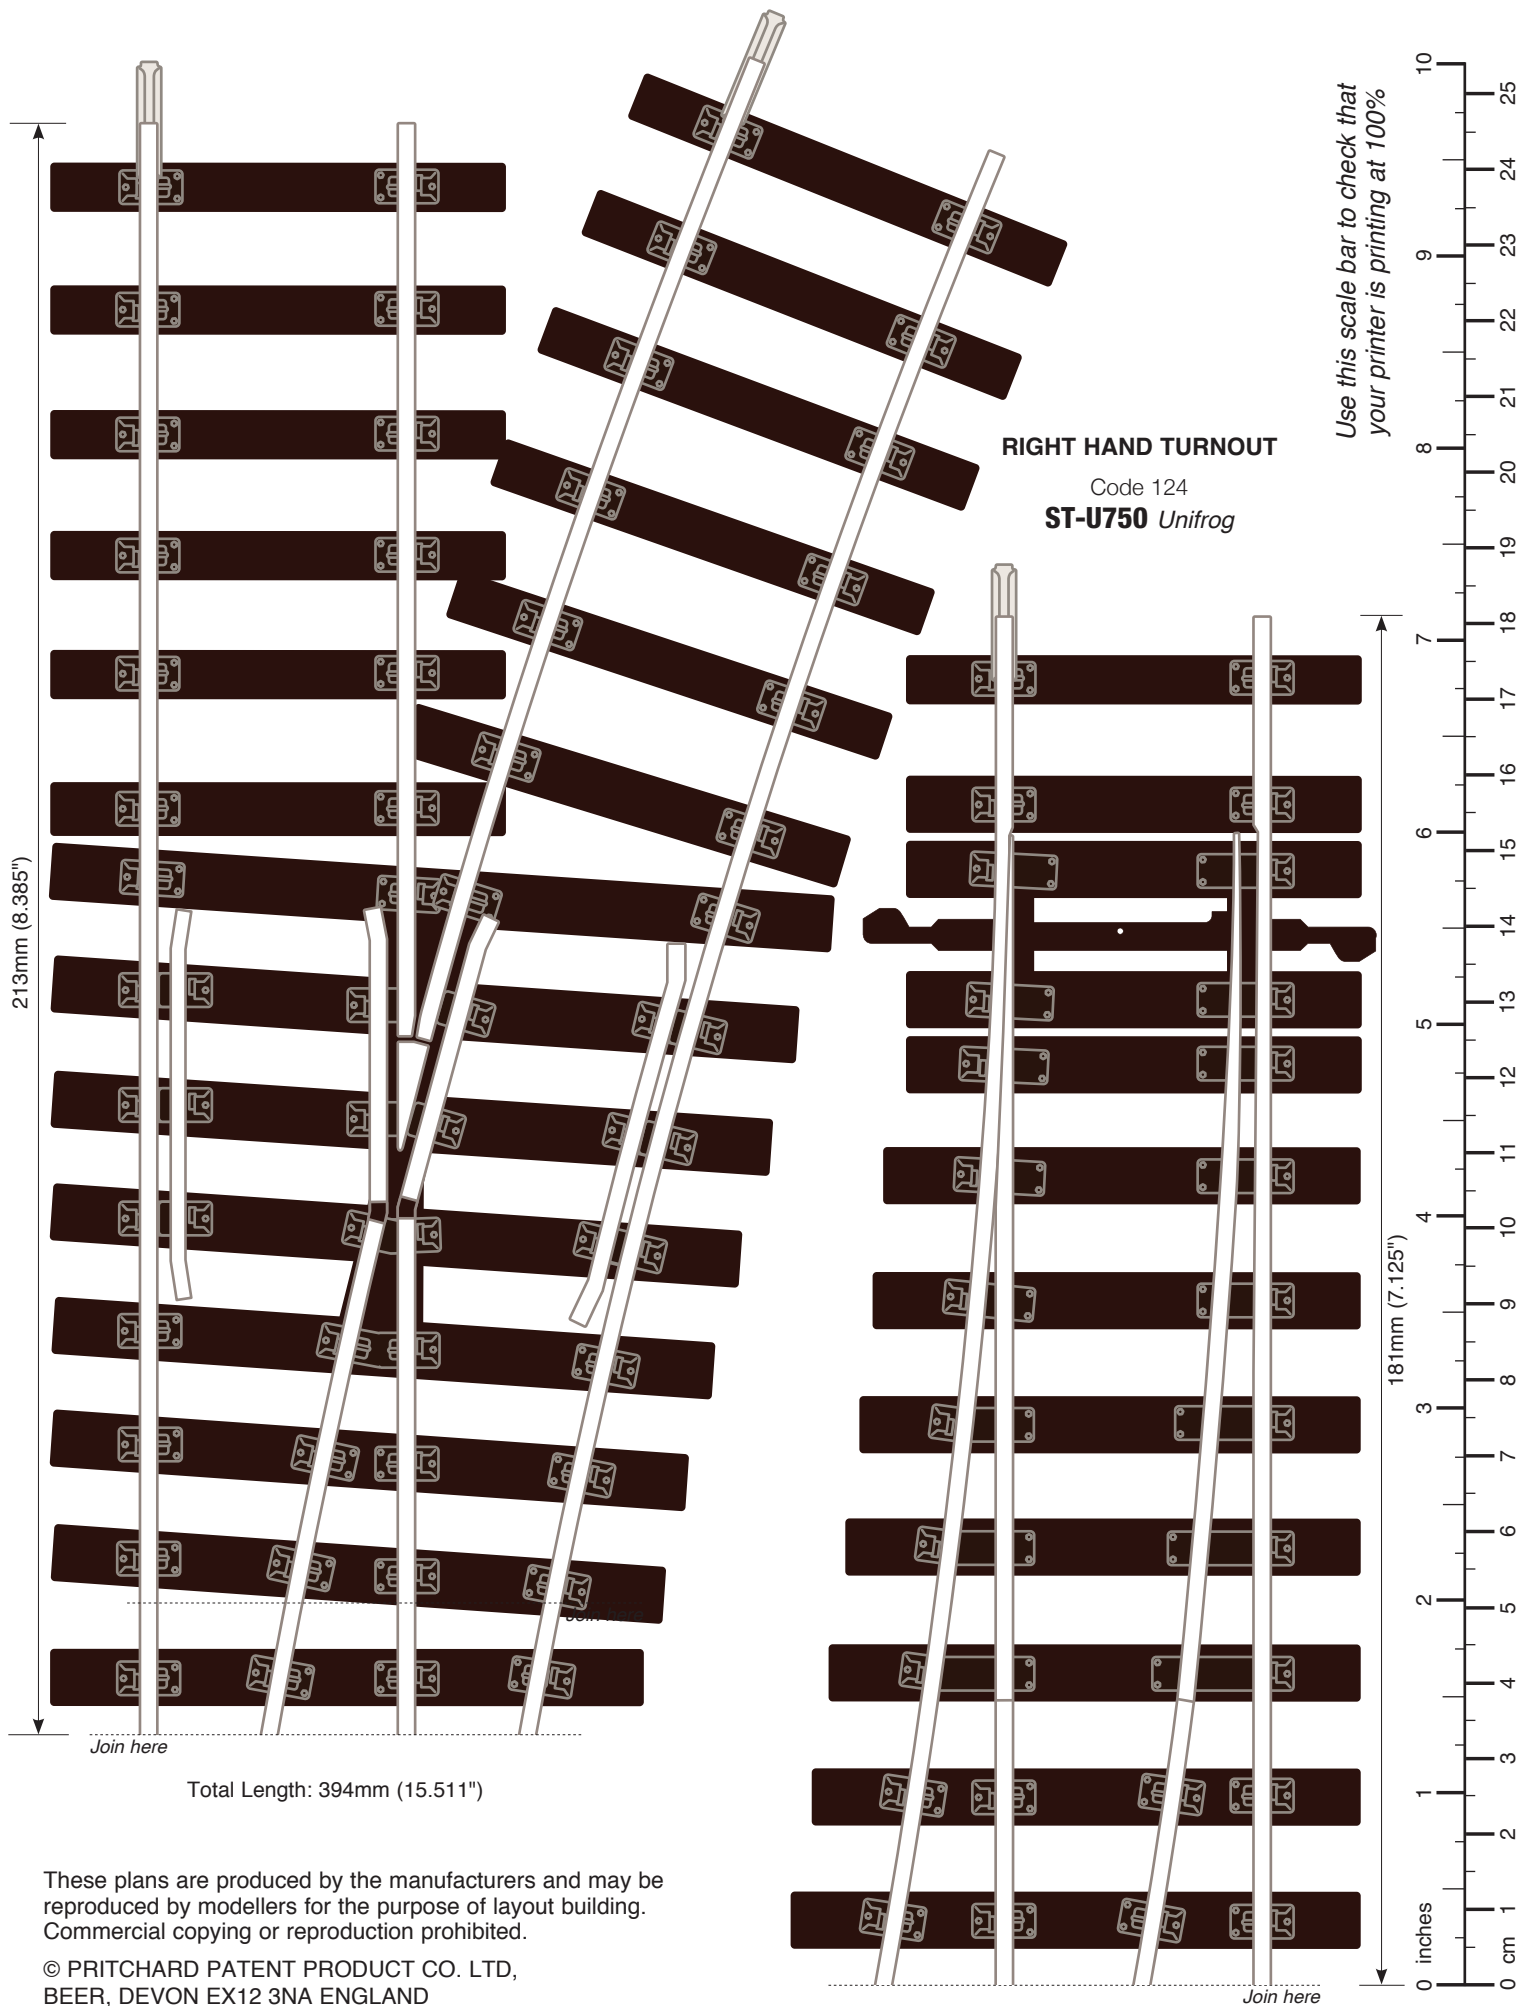 Use this scale bar to check that
your printer is printing at 100%
RIGHT HAND TURNOUT
Code 124
ST-U750 Unifrog
213mm (8.385")
181mm (7.125")
Join here
Join here
Total Length: 394mm (15.511")
These plans are produced by the manufacturers and may be
reproduced by modellers for the purpose of layout building.
Commercial copying or reproduction prohibited.
© PRITCHARD PATENT PRODUCT CO. LTD,
BEER, DEVON EX12 3NA ENGLAND
Join here
0 inches 1 2 3 4 5 6 7 8 9 10
0 cm 1 2 3 4 5 6 7 8 9 10 11 12 13 14 15 16 17 18 19 20 21 22 23 24 25